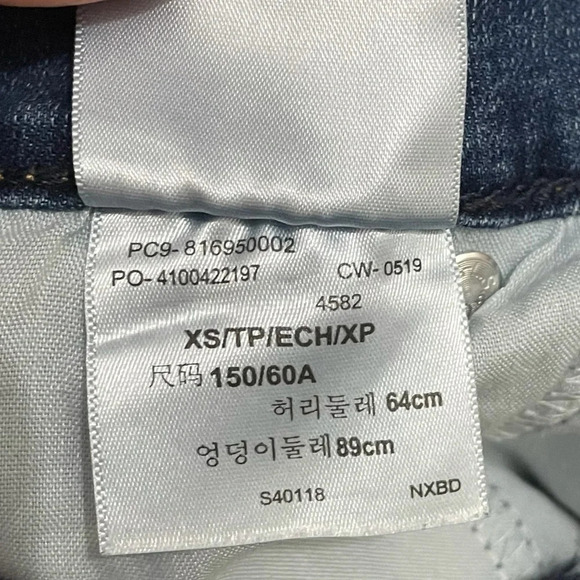 PC9-816950002
PO-4100422197 CW-0519
4582
XS/TP/ECH/XP
尺码 150/60A
허리둘레 64cm
엉덩이둘레 89cm
S40118 NXBD